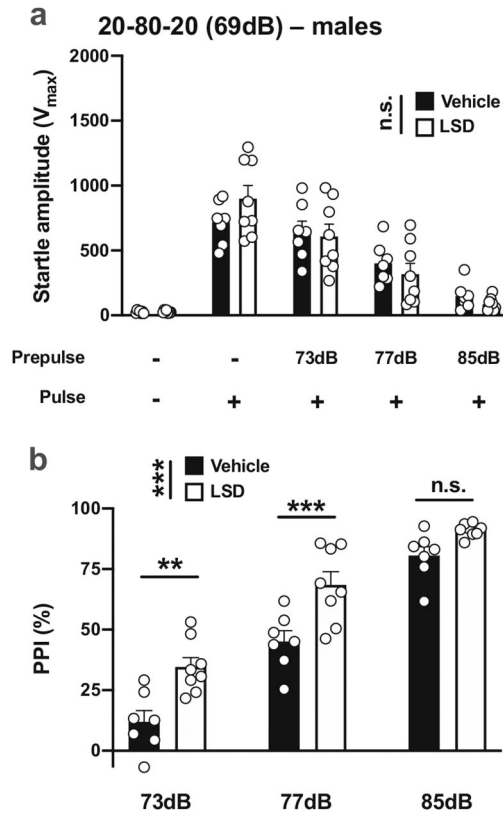 a
20-80-20 (69dB) – males
2000
1500
1000
500
0
Startle amplitude (Vmax)
n.s.
Vehicle
LSD
Prepulse - - 73dB 77dB 85dB
Pulse - + + + +
b
***
Vehicle
LSD
100
75
50
25
0
PPI (%)
**
***
n.s.
73dB 77dB 85dB